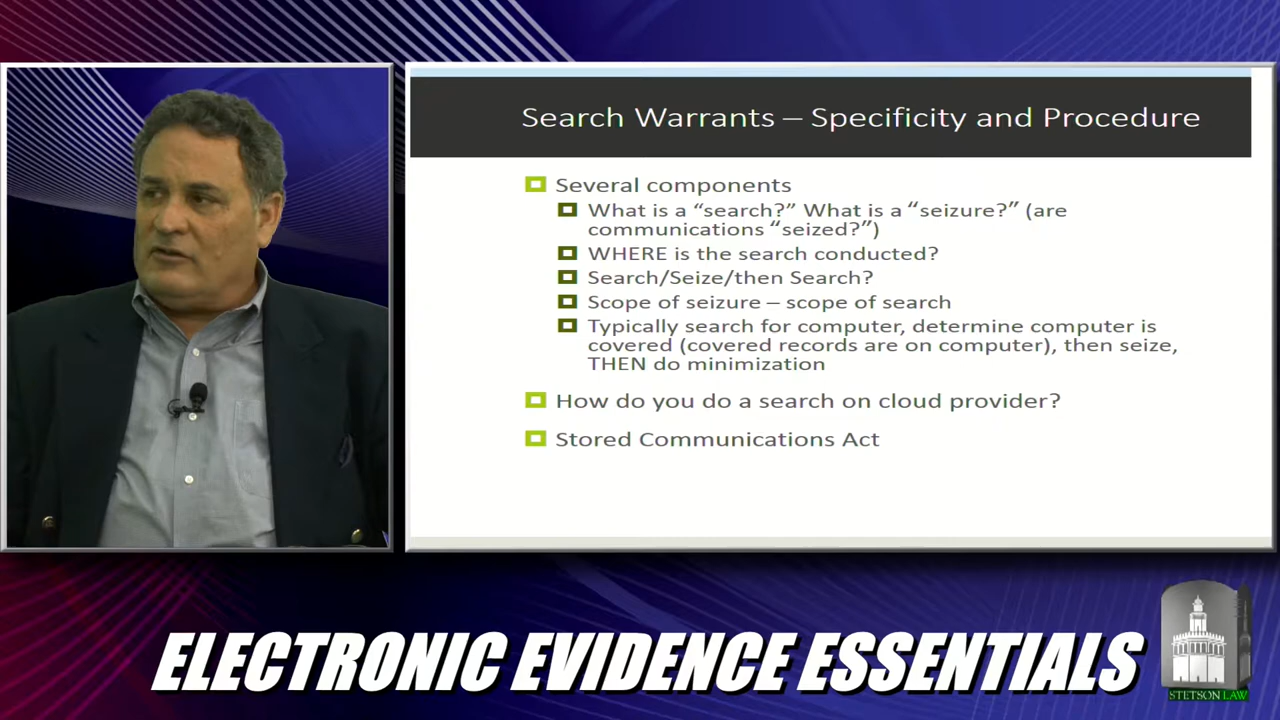 Search Warrants – Specificity and Procedure
Several components
What is a “search?” What is a “seizure?” (are
communications “seized?”)
WHERE is the search conducted?
Search/Seize/then Search?
Scope of seizure – scope of search
Typically search for computer, determine computer is
covered (covered records are on computer), then seize,
THEN do minimization
How do you do a search on cloud provider?
Stored Communications Act
ELECTRONIC EVIDENCE ESSENTIALS
STETSON LAW